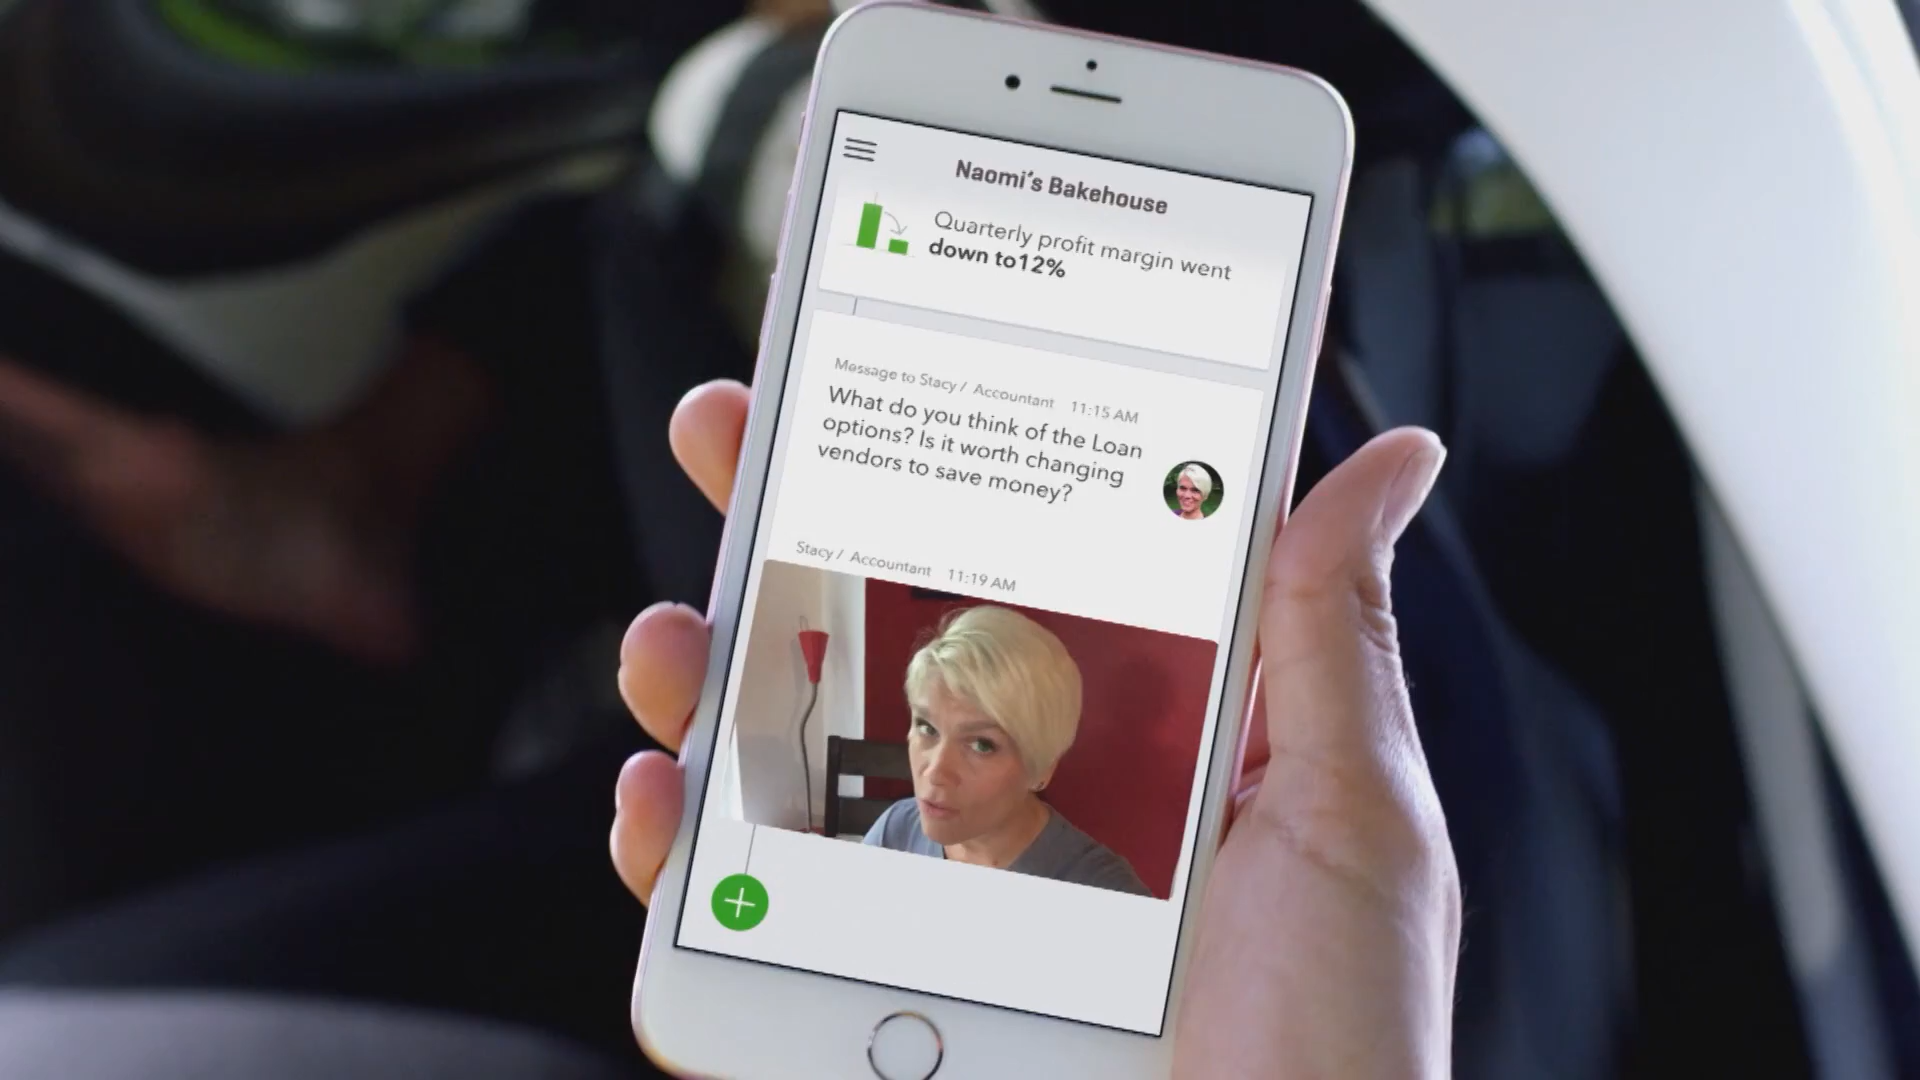 Naomi's Bakehouse
Quarterly profit margin went
down to12%
Message to Stacy / Accountant 11:15 AM
What do you think of the Loan
options? Is it worth changing
vendors to save money?
Stacy / Accountant 11:19 AM